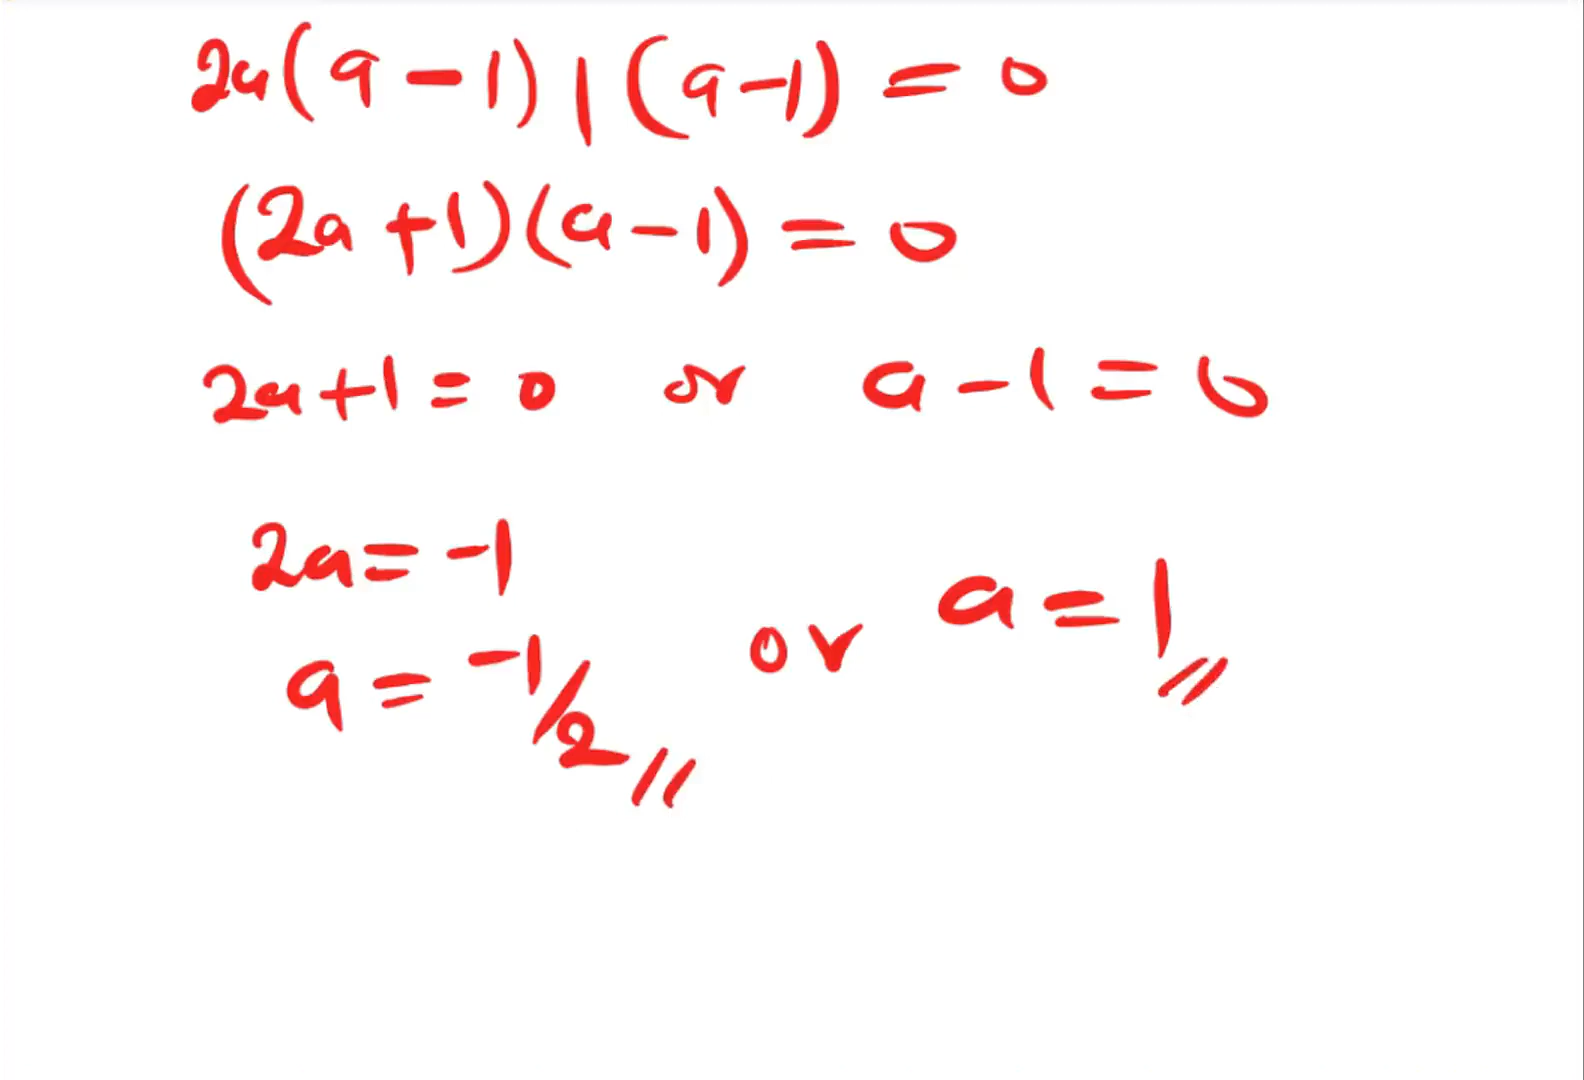 2a(a-1) 1 (a-1) = 0
(2a+1)(a-1) = 0
2a+1 = 0 or a-1 = 0
2a = -1
a = -1/2 // or a = 1 //